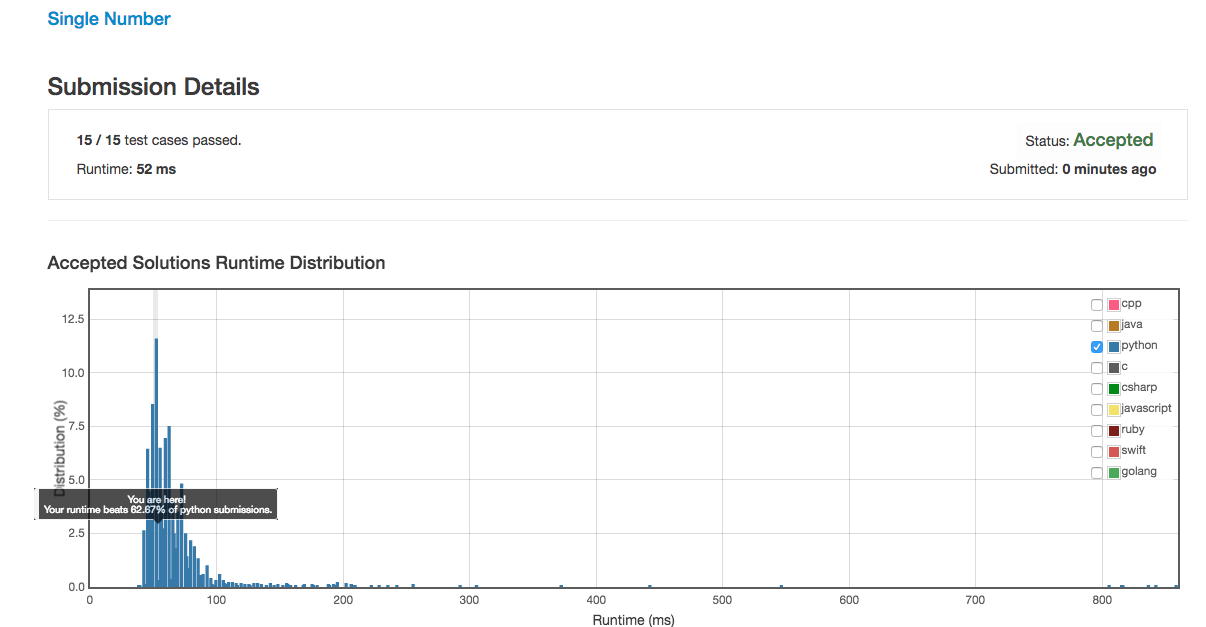 Single Number
Submission Details
15 / 15 test cases passed.
Status: Accepted
Runtime: 52 ms
Submitted: 0 minutes ago
Accepted Solutions Runtime Distribution
cpp
java
python
c
csharp
javascript
ruby
swift
golang
Distribution (%)
12.5
10.0
7.5
5.0
2.5
0.0
You are here!
Your runtime beats 62.67% of python submissions.
0 100 200 300 400 500 600 700 800
Runtime (ms)